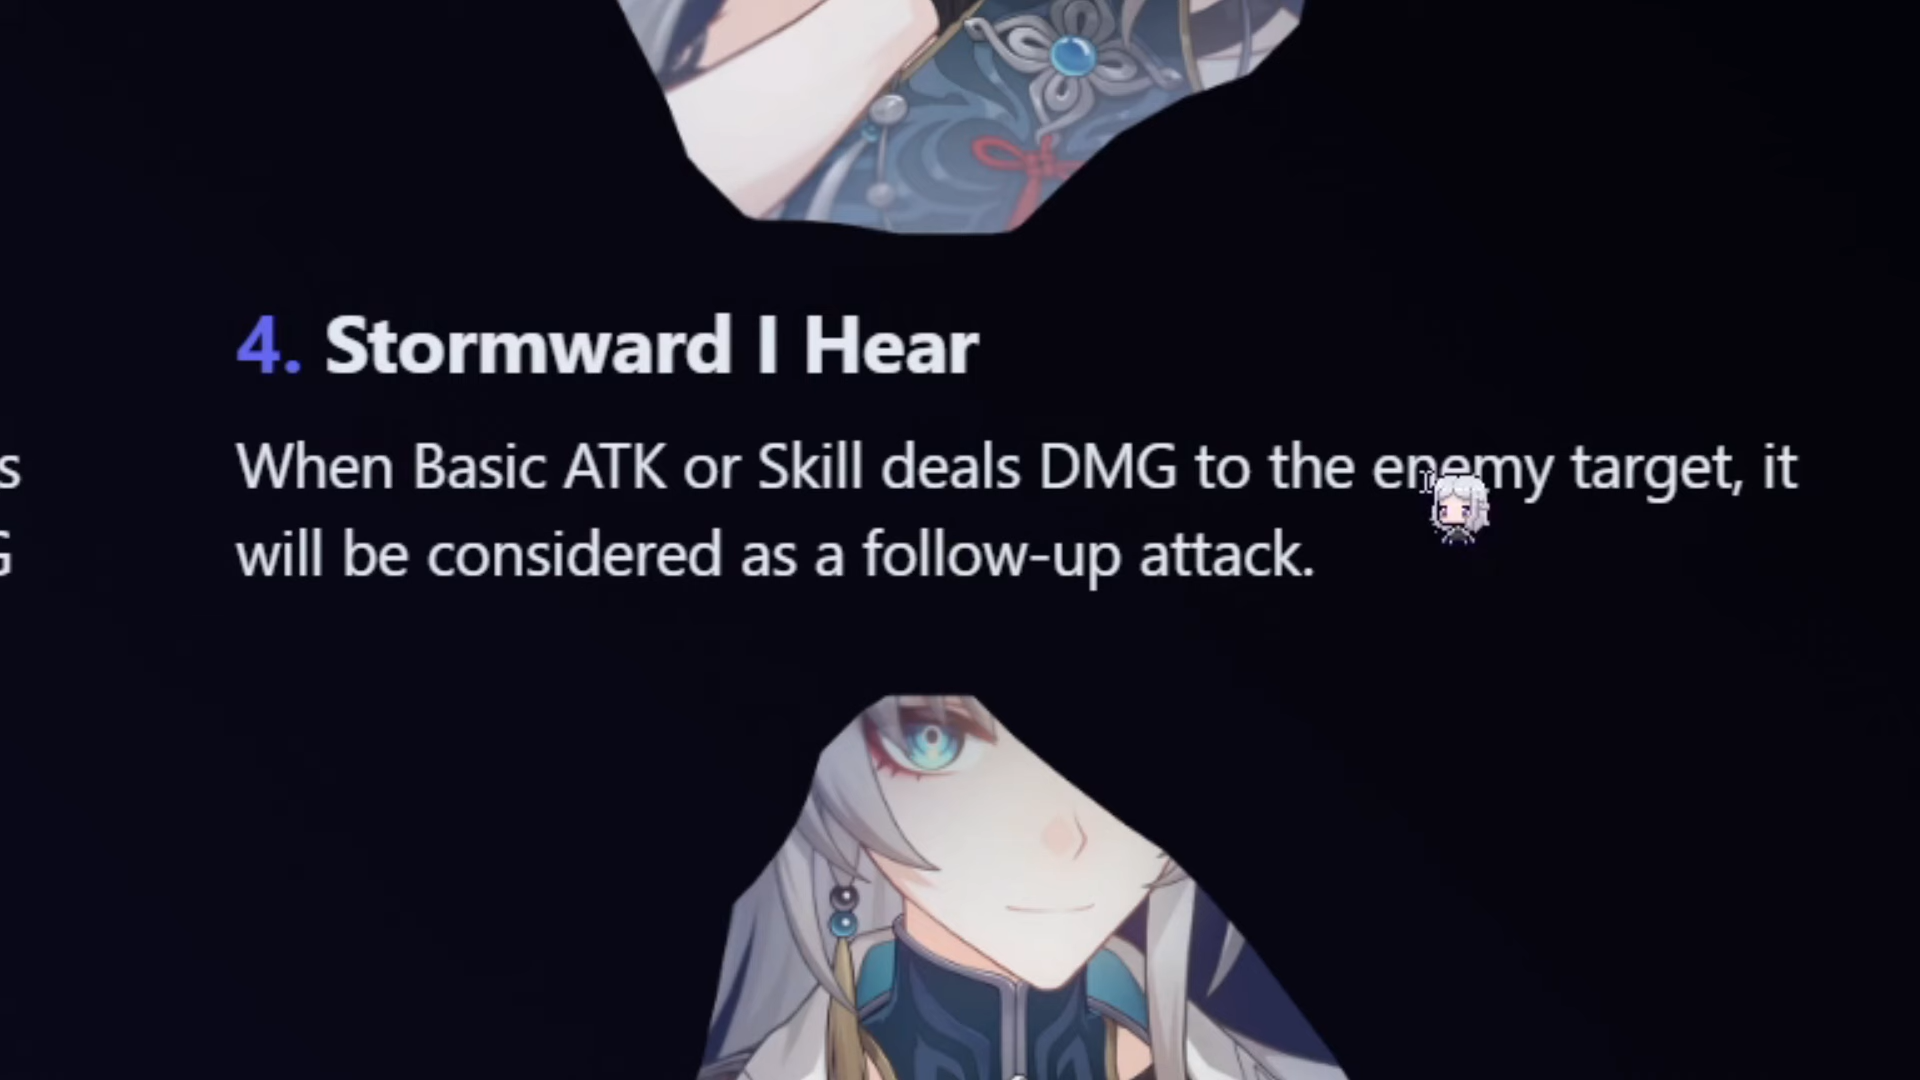 4. Stormward I Hear
s When Basic ATK or Skill deals DMG to the enemy target, it
G will be considered as a follow-up attack.